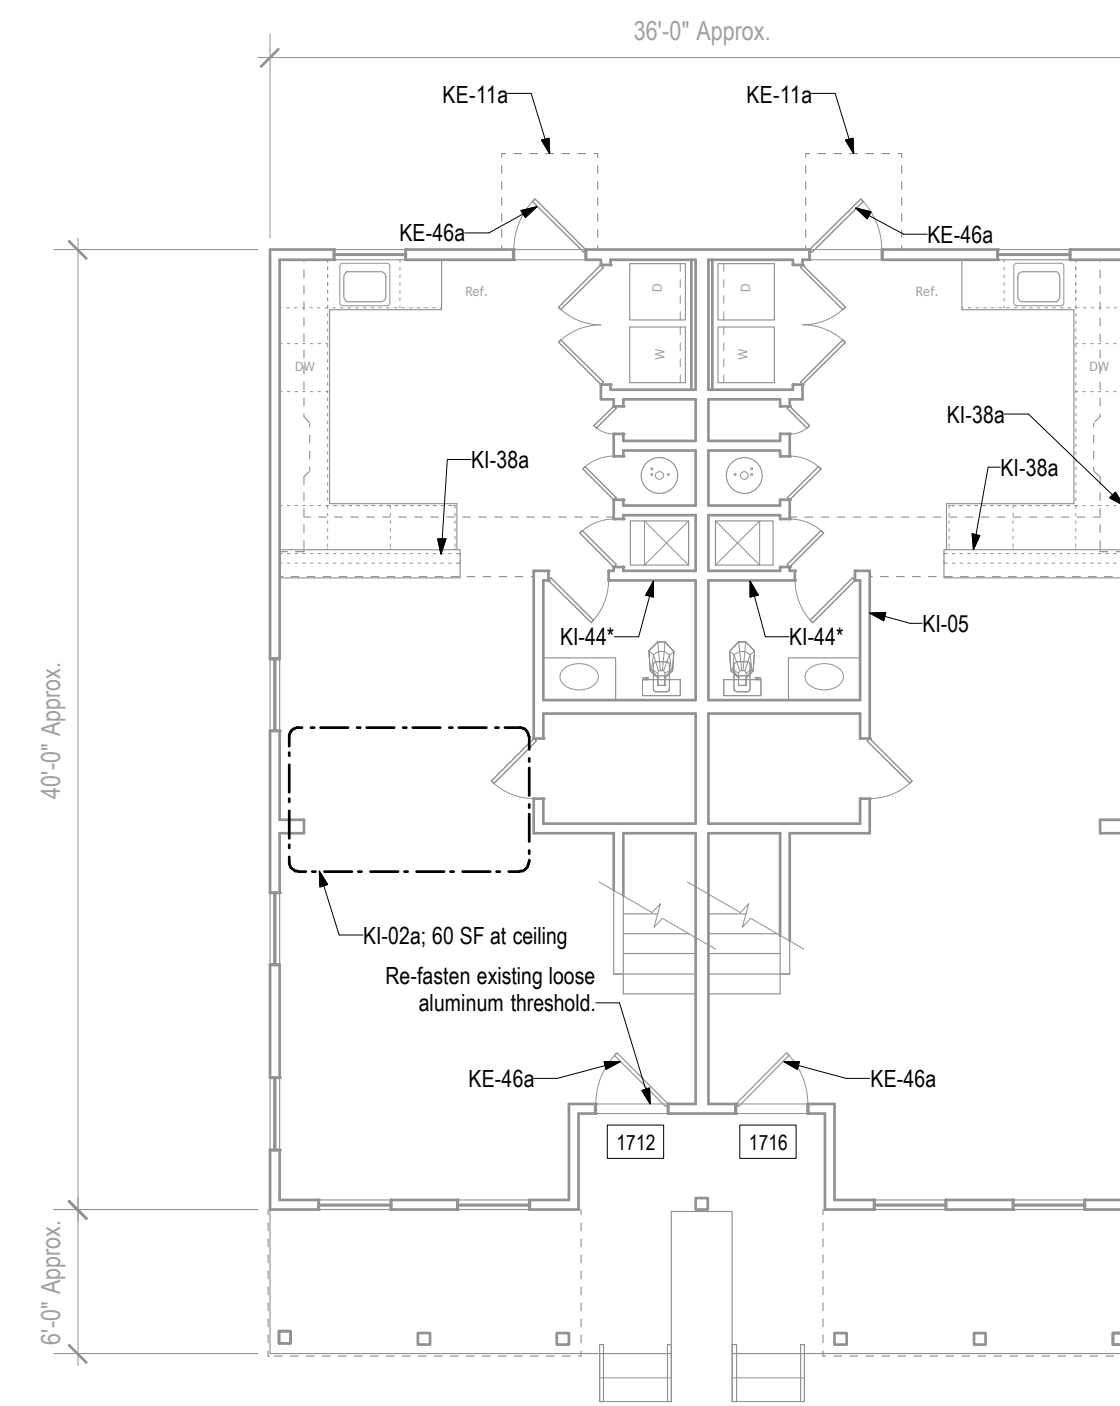 36'-0" Approx.
KE-11a
KE-11a
KE-46a
KE-46a
Ref.
Ref.
D
D
W
W
DW
DW
KI-38a
KI-38a
KI-38a
KI-44*
KI-44*
KI-05
40'-0" Approx.
KI-02a; 60 SF at ceiling
Re-fasten existing loose
aluminum threshold.
KE-46a
KE-46a
1712
1716
6'-0" Approx.